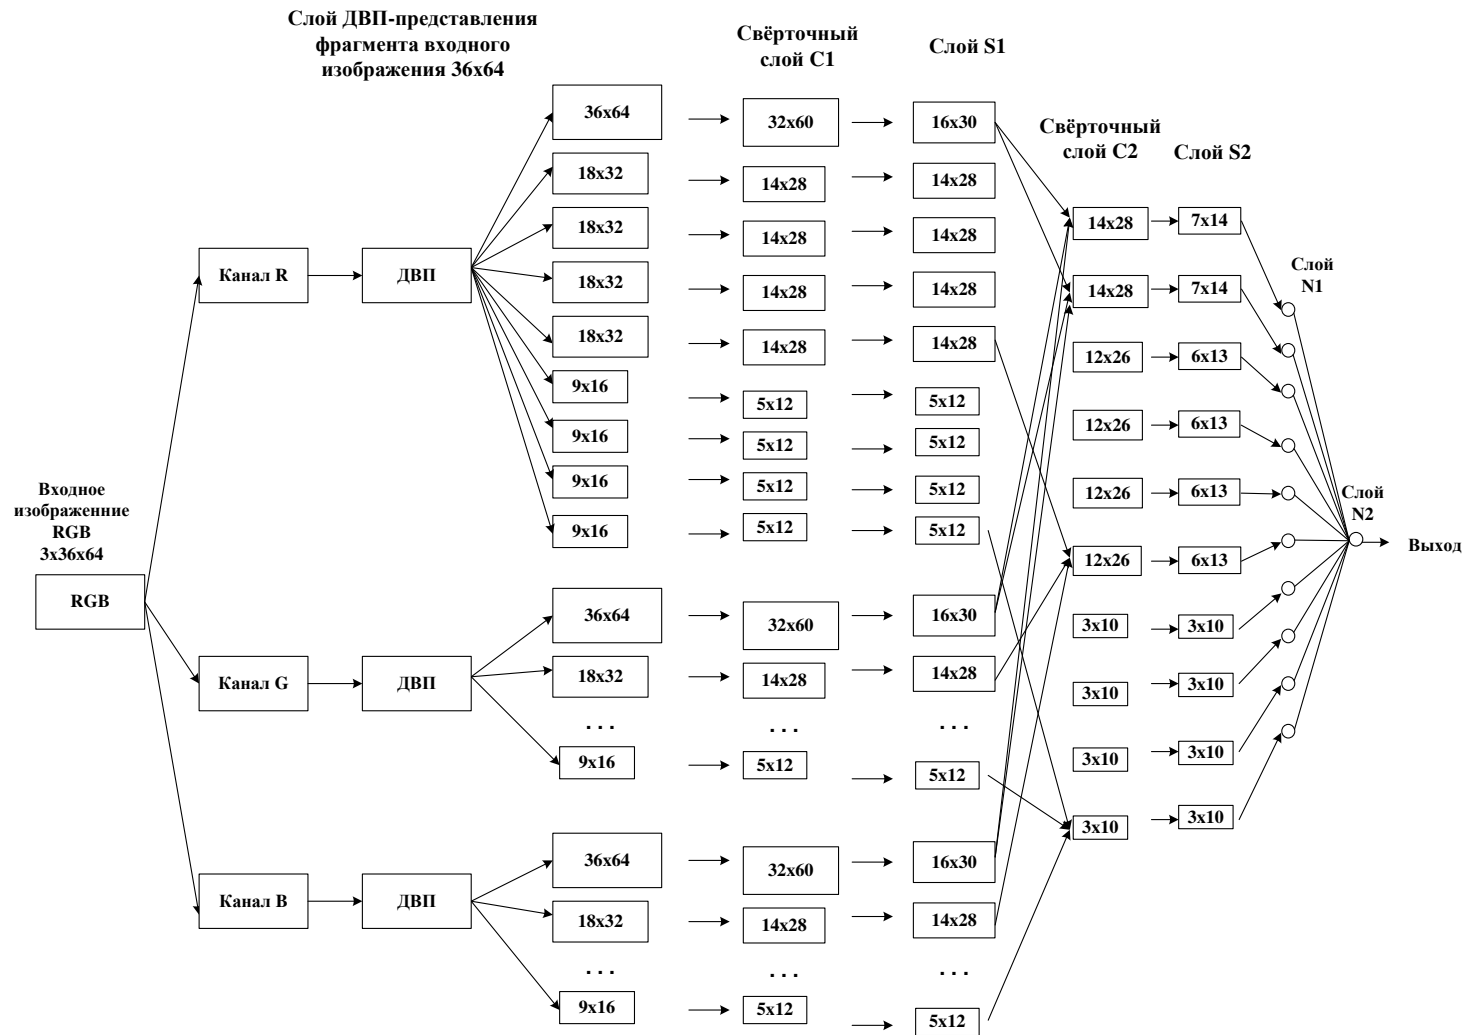 Слой ДВП-представления
фрагмента входного
изображения 36x64
Свёрточный
слой C1
Слой S1
Свёрточный
слой C2
Слой S2
Слой
N1
Слой
N2
Выход
Входное
изображенние
RGB
3x36x64
RGB
Канал R
ДВП
36x64
32x60
16x30
18x32
14x28
14x28
18x32
14x28
14x28
18x32
14x28
14x28
18x32
14x28
14x28
9x16
5x12
5x12
9x16
5x12
5x12
9x16
5x12
5x12
9x16
5x12
5x12
Канал G
ДВП
36x64
32x60
16x30
18x32
14x28
14x28
. . .
. . .
. . .
9x16
5x12
5x12
Канал B
ДВП
36x64
32x60
16x30
18x32
14x28
14x28
. . .
. . .
. . .
9x16
5x12
5x12
14x28
7x14
14x28
7x14
12x26
6x13
12x26
6x13
12x26
6x13
12x26
6x13
3x10
3x10
3x10
3x10
3x10
3x10
3x10
3x10